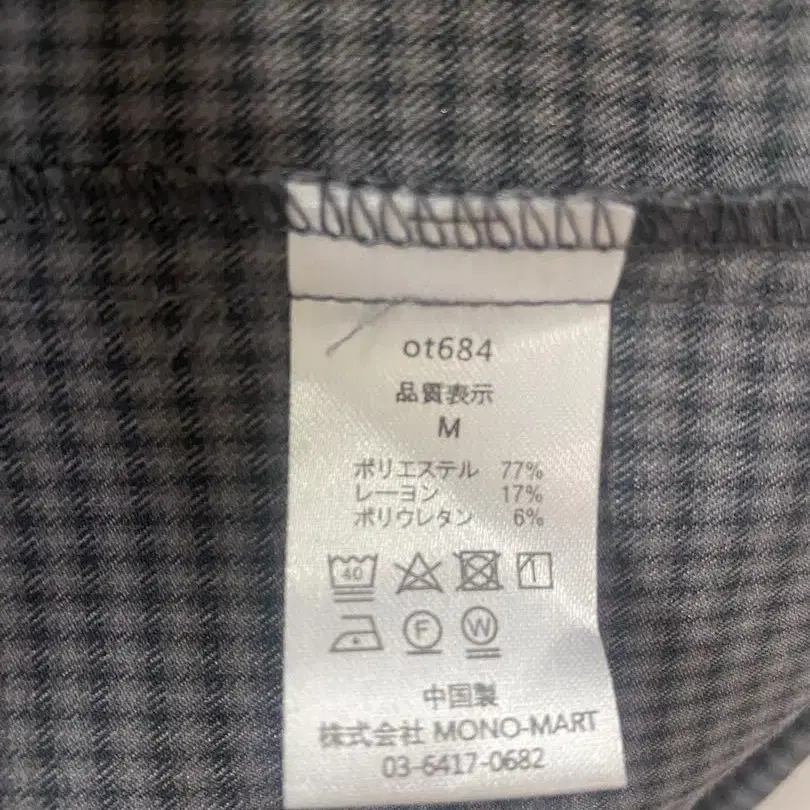 ot684
品質表示
M
ポリエステル 77%
レーヨン 17%
ポリウレタン 6%
40
F W
中国製
株式会社 MONO-MART
03-6417-0682